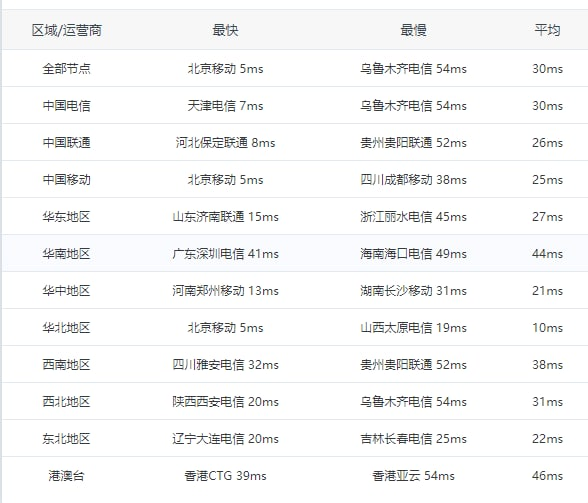 区域/运营商 最快 最慢 平均
全部节点 北京移动 5ms 乌鲁木齐电信 54ms 30ms
中国电信 天津电信 7ms 乌鲁木齐电信 54ms 30ms
中国联通 河北保定联通 8ms 贵州贵阳联通 52ms 26ms
中国移动 北京移动 5ms 四川成都移动 38ms 25ms
华东地区 山东济南联通 15ms 浙江丽水电信 45ms 27ms
华南地区 广东深圳电信 41ms 海南海口电信 49ms 44ms
华中地区 河南郑州移动 13ms 湖南长沙移动 31ms 21ms
华北地区 北京移动 5ms 山西太原电信 19ms 10ms
西南地区 四川雅安电信 32ms 贵州贵阳联通 52ms 38ms
西北地区 陕西西安电信 20ms 乌鲁木齐电信 54ms 31ms
东北地区 辽宁大连电信 20ms 吉林长春电信 25ms 22ms
港澳台 香港CTG 39ms 香港亚云 54ms 46ms